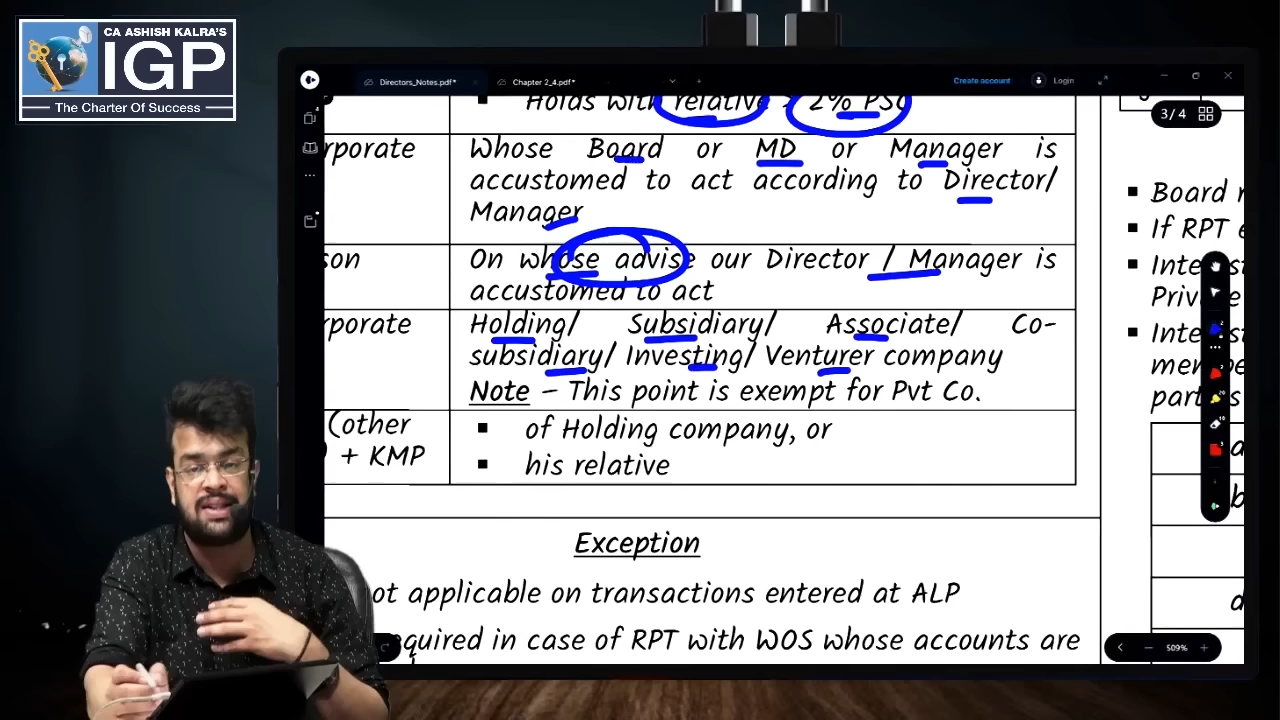 CA ASHISH KALRA'S
IGP
The Charter Of Success
Directors_Notes.pdf*
Chapter 2_4.pdf*
Create account
Login
Holds with relative
2% PSC
3/4
rporate
Whose Board or MD or Manager is
accustomed to act according to Director/
Manager
son
On whose advise our Director / Manager is
accustomed to act
rporate
Holding/ Subsidiary/ Associate/ Co-
subsidiary/ Investing/ Venturer company
Note – This point is exempt for Pvt Co.
(other
) + KMP
▪ of Holding company, or
▪ his relative
Exception
ot applicable on transactions entered at ALP
equired in case of RPT with WOS whose accounts are
▪ Board
▪ If RPT
▪ Inte
Priv
▪ Inte
mem
part
b
d
509%